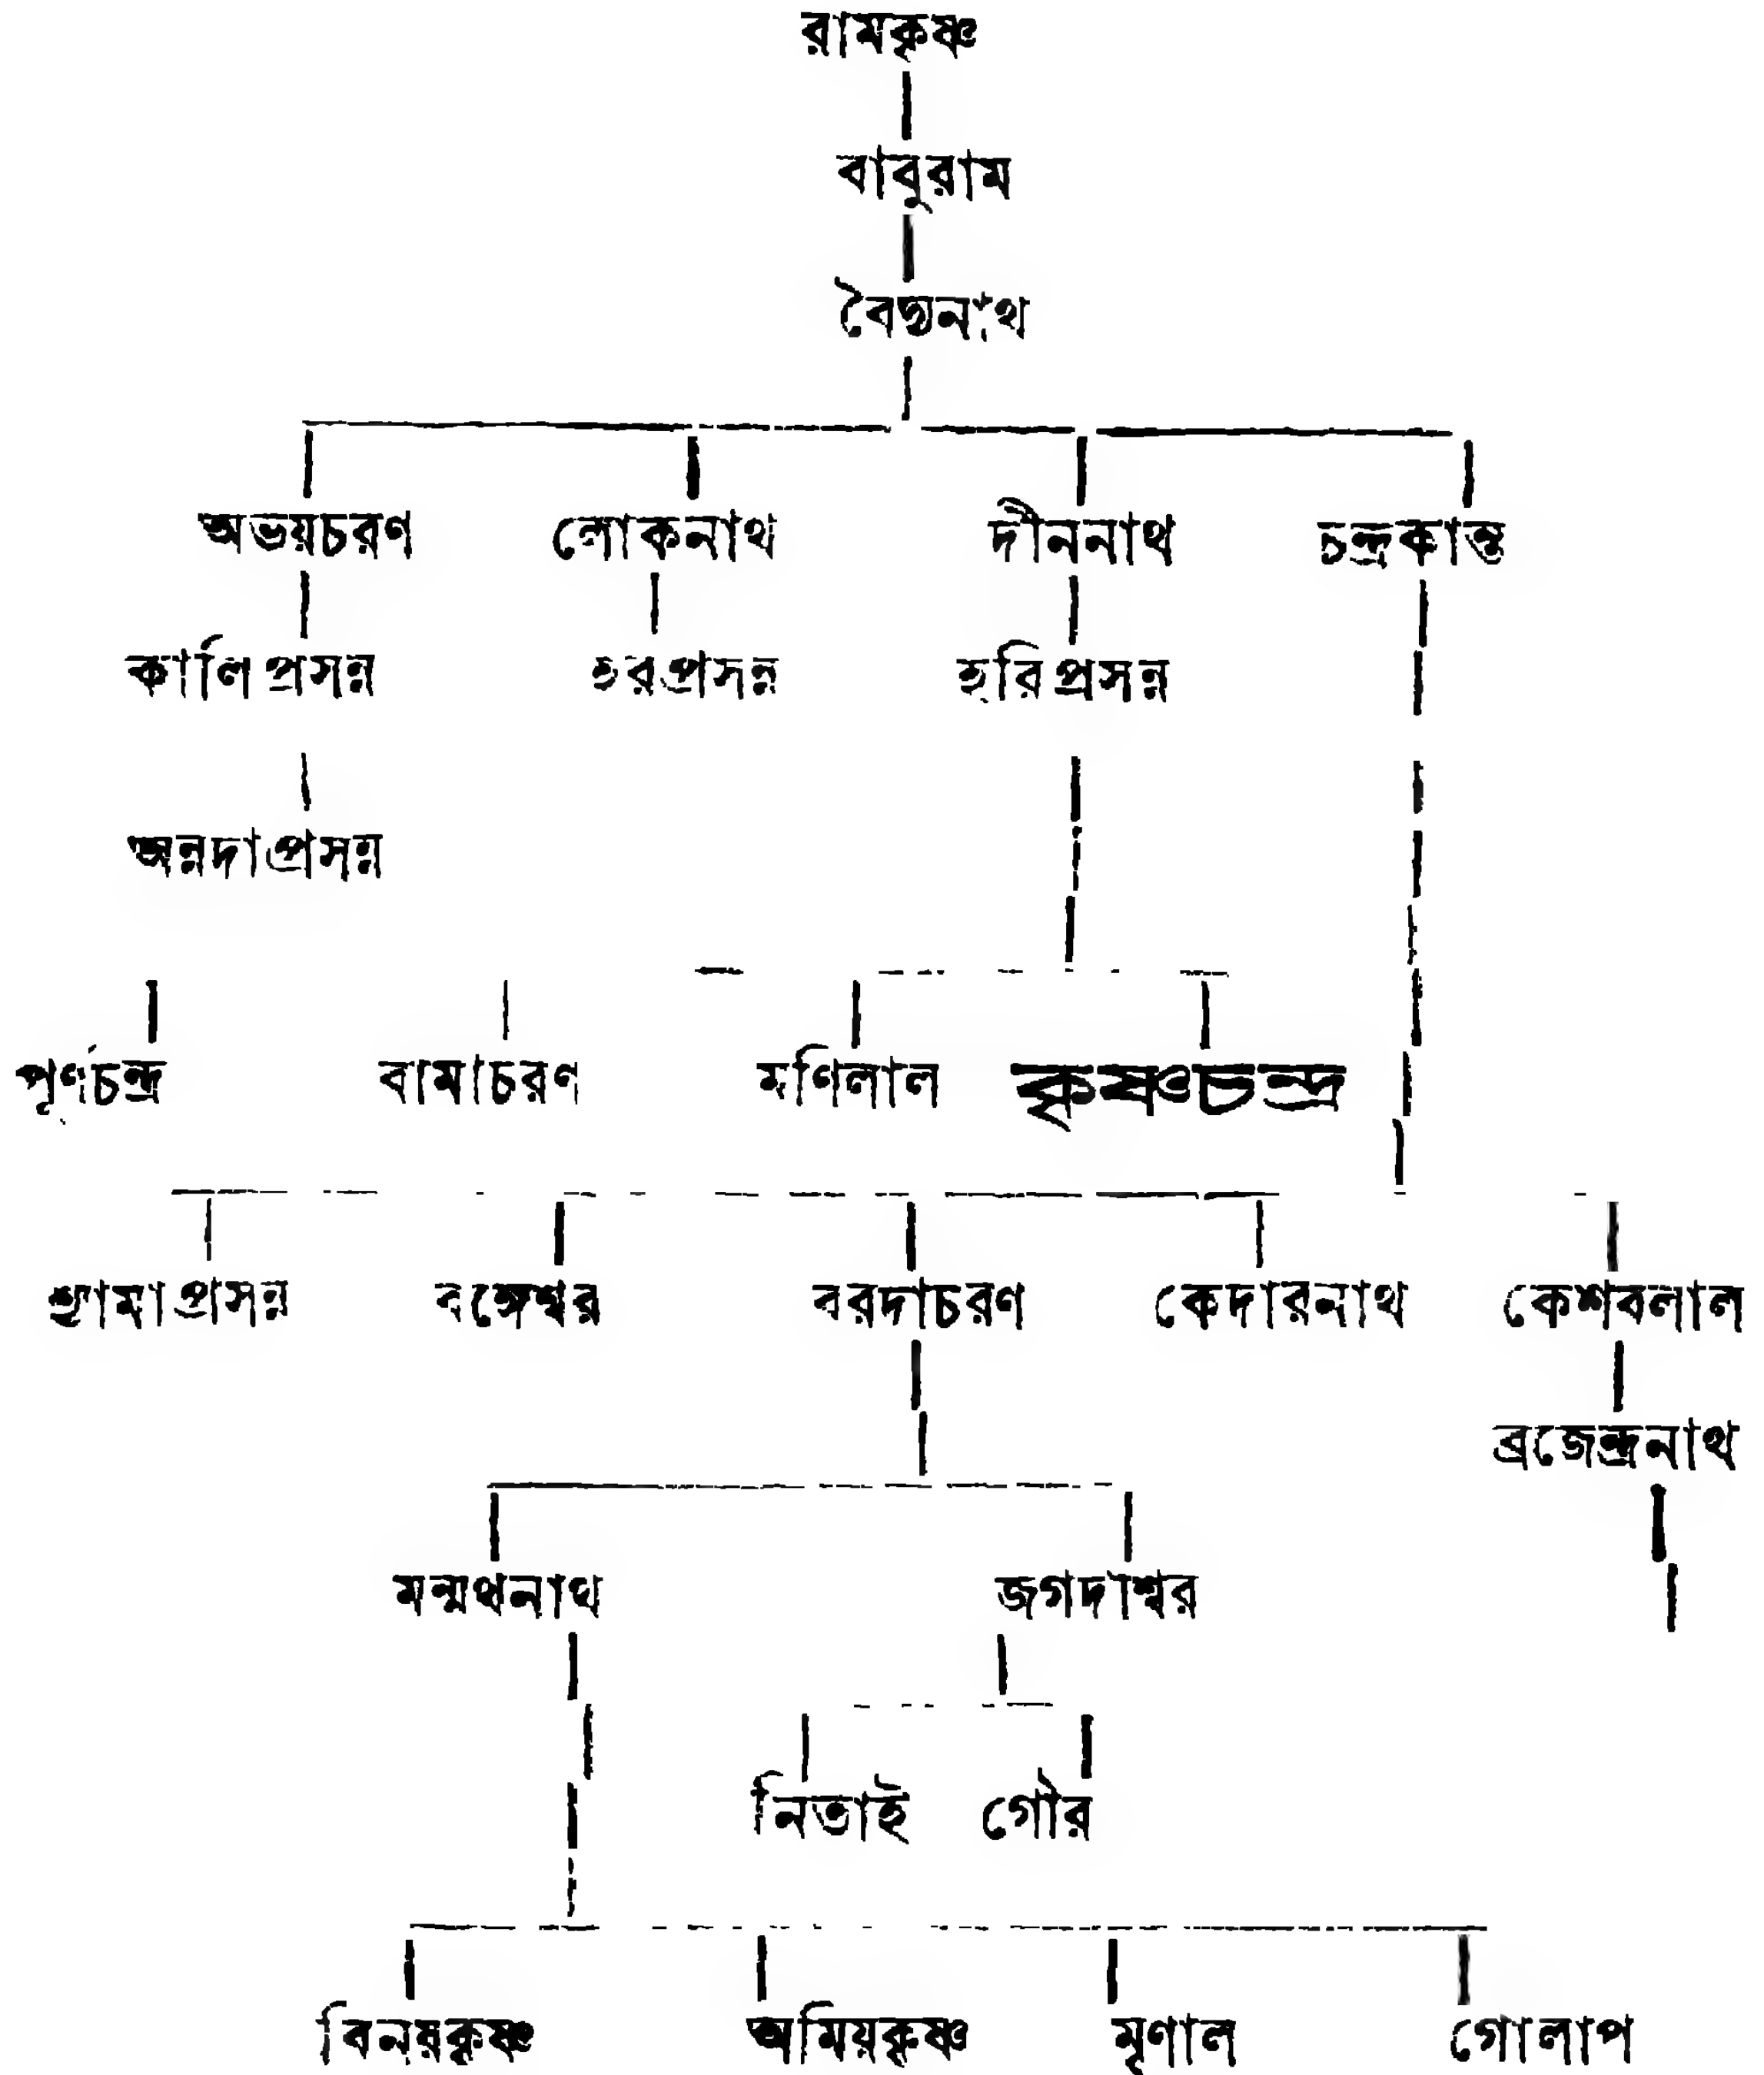 রামকৃষ্ণ
বাবুরাম
বৈদ্যনাথ
অভয়চরণ লোকনাথ দীননাথ চন্দ্রকান্ত
কালিপ্রসন্ন হরপ্রসন্ন হরিপ্রসন্ন
অন্নদাপ্রসন্ন
পূর্ণচন্দ্র বামাচরণ মণিলাল কৃষ্ণচন্দ্র
শ্যামাপ্রসন্ন বঙ্গেশ্বর বরদাচরণ কেদারনাথ কেশবলাল
ব্রজেন্দ্রনাথ
মন্মথনাথ জগদীশ্বর
নিতাই গৌর
বিনয়কৃষ্ণ অমিয়কৃষ্ণ মৃণাল গোলাপ